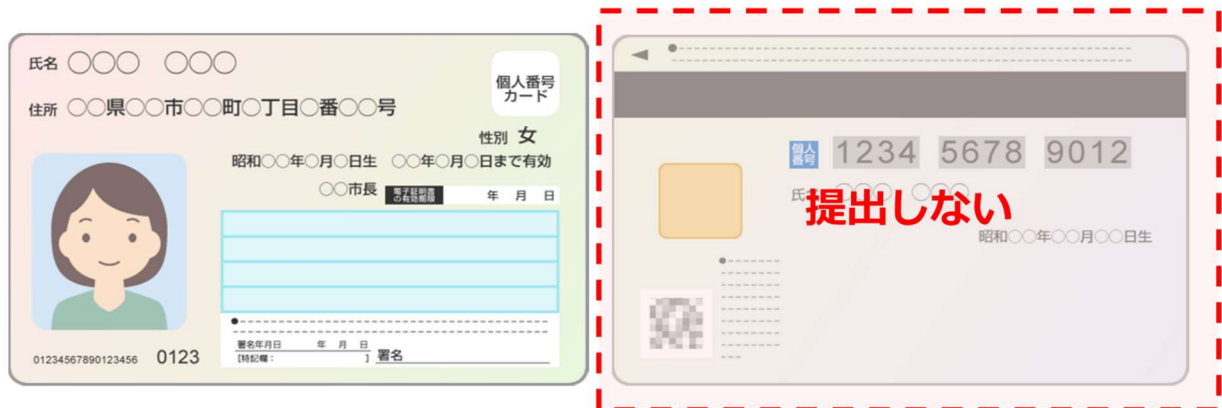 氏名 ○○○ ○○○
個人番号
カード
住所 ○○県○○市○○町○丁目○番○○号
性別 女
昭和○○年○月○日生 ○○年○月○日まで有効
○○市長 電子証明書の有効期限 年 月 日
署名年月日 年 月 日
[特記欄: ] 署名
01234567890123456 0123
個人番号 1234 5678 9012
氏名 ○○○ ○○○
提出しない
昭和○○年○○月○○日生